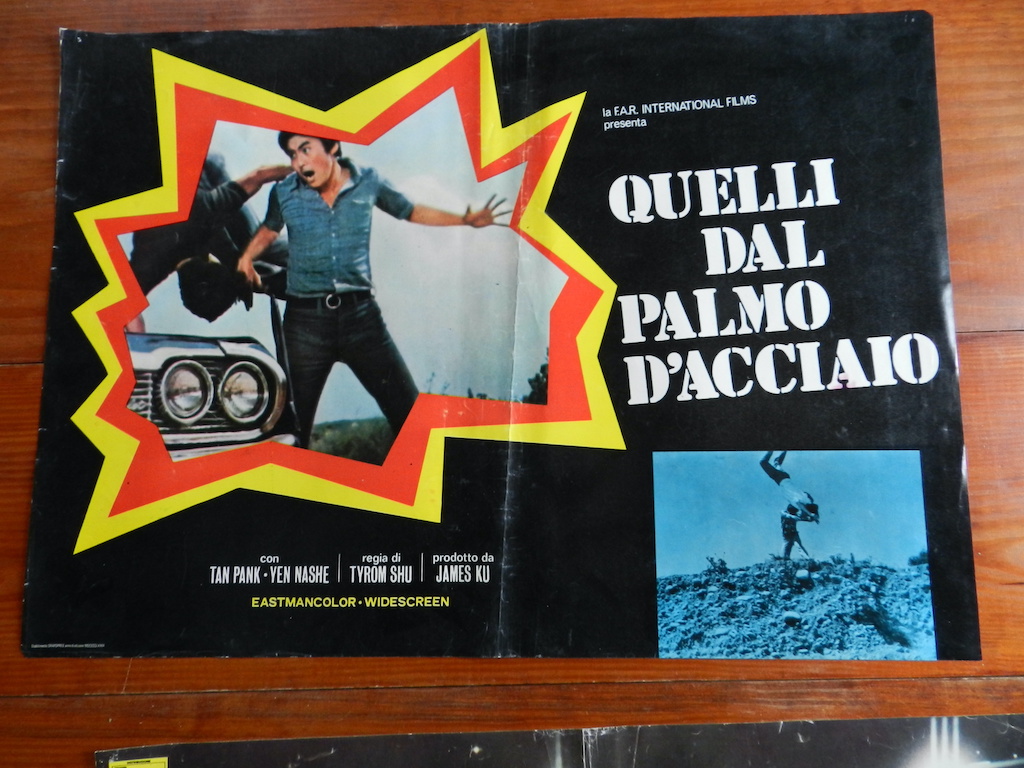 la F.A.R. INTERNATIONAL FILMS
presenta
QUELLI
DAL
PALMO
D'ACCIAIO
con
TAN PANK • YEN NASHE
regia di
TYROM SHU
prodotto da
JAMES KU
EASTMANCOLOR • WIDESCREEN